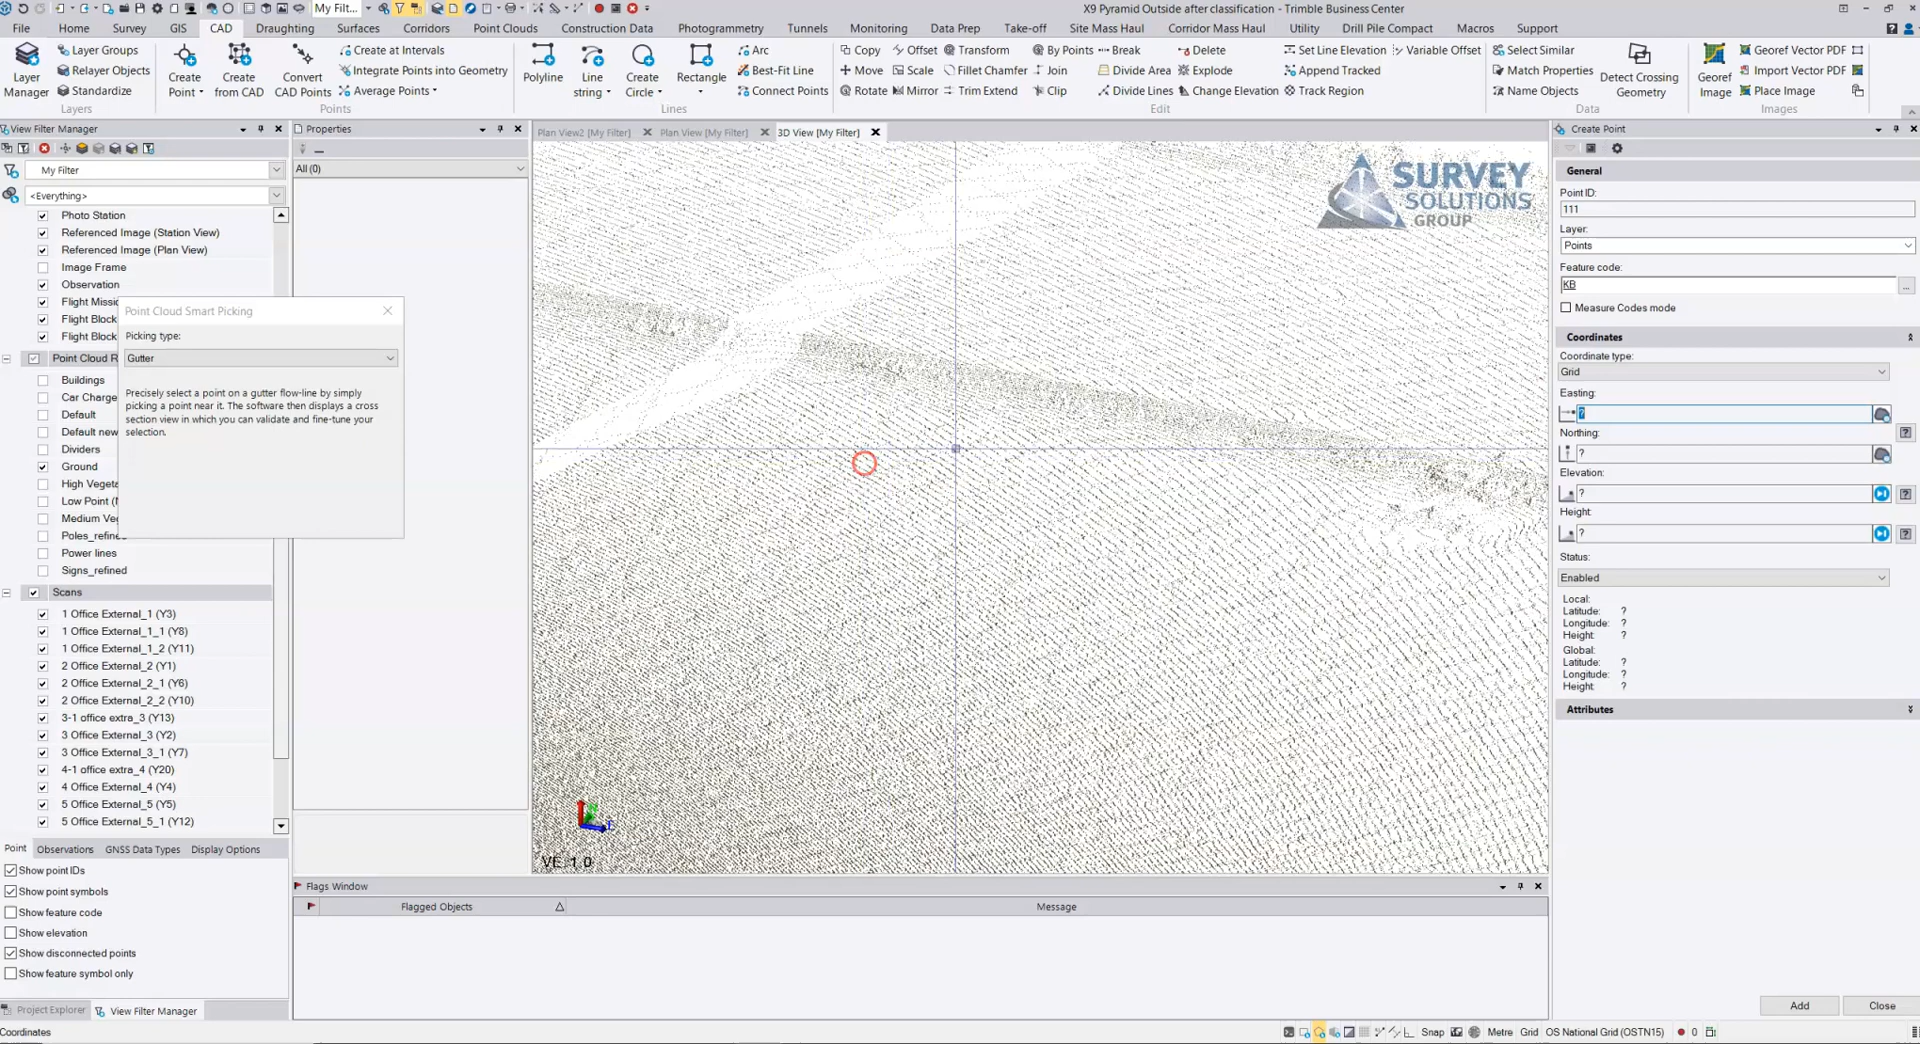 My Filt...
X9 Pyramid Outside after classification - Trimble Business Center
File Home Survey GIS CAD Draughting Surfaces Corridors Point Clouds Construction Data Photogrammetry Tunnels Monitoring Data Prep Take-off Site Mass Haul Corridor Mass Haul Utility Drill Pile Compact Macros Support
Layer Manager
Layer Groups
Relayer Objects
Standardize
Layers
Create Point
Create from CAD
Convert CAD Points
Create at Intervals
Integrate Points into Geometry
Average Points
Points
Polyline
Line string
Create Circle
Rectangle
Arc
Best-Fit Line
Connect Points
Lines
Copy Offset Transform By Points Break Delete Set Line Elevation Variable Offset
Move Scale Fillet Chamfer Join Divide Area Explode Append Tracked
Rotate Mirror Trim Extend Clip Divide Lines Change Elevation Track Region
Edit
Select Similar
Match Properties
Name Objects
Detect Crossing Geometry
Data
Georef Image
Georef Vector PDF
Import Vector PDF
Place Image
Images
View Filter Manager
My Filter
<Everything>
Photo Station
Referenced Image (Station View)
Referenced Image (Plan View)
Image Frame
Observation
Flight Missi
Flight Block
Flight Block
Point Cloud R
Buildings
Car Charge
Default
Default new
Dividers
Ground
High Vegeta
Low Point (N
Medium Veg
Poles_refined
Power lines
Signs_refined
Scans
1 Office External_1 (Y3)
1 Office External_1_1 (Y8)
1 Office External_1_2 (Y11)
2 Office External_2 (Y1)
2 Office External_2_1 (Y6)
2 Office External_2_2 (Y10)
3-1 office extra_3 (Y13)
3 Office External_3 (Y2)
3 Office External_3_1 (Y7)
4-1 office extra_4 (Y20)
4 Office External_4 (Y4)
5 Office External_5 (Y5)
5 Office External_5_1 (Y12)
Point Observations GNSS Data Types Display Options
Show point IDs
Show point symbols
Show feature code
Show elevation
Show disconnected points
Show feature symbol only
Project Explorer View Filter Manager
Coordinates
Point Cloud Smart Picking
Picking type:
Gutter
Precisely select a point on a gutter flow-line by simply
picking a point near it. The software then displays a cross
section view in which you can validate and fine-tune your
selection.
Properties
All (0)
Plan View2 [My Filter] Plan View [My Filter] 3D View [My Filter]
SURVEY
SOLUTIONS
GROUP
E
VE: 1.0
Flags Window
Flagged Objects Message
Create Point
General
Point ID:
111
Layer:
Points
Feature code:
KB
...
Measure Codes mode
Coordinates
Coordinate type:
Grid
Easting:
?
Northing:
?
Elevation:
?
Height:
?
Status:
Enabled
Local:
Latitude: ?
Longitude: ?
Height: ?
Global:
Latitude: ?
Longitude: ?
Height: ?
Attributes
Add Close
Snap Metre Grid OS National Grid (OSTN15) 0